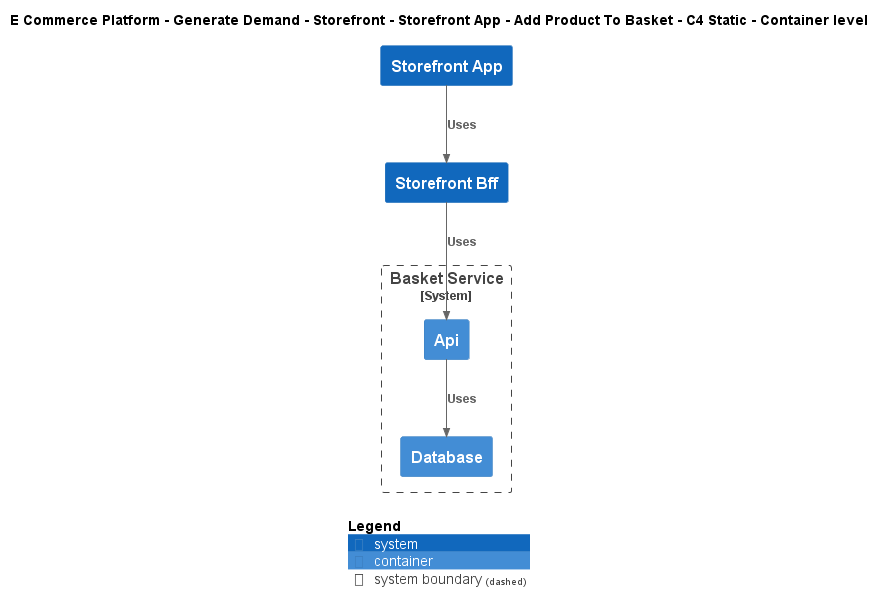 E Commerce Platform - Generate Demand - Storefront - Storefront App - Add Product To Basket - C4 Static - Container level
Storefront App
Uses
Storefront Bff
Uses
Basket Service
[System]
Api
Uses
Database
Legend
system
container
system boundary (dashed)